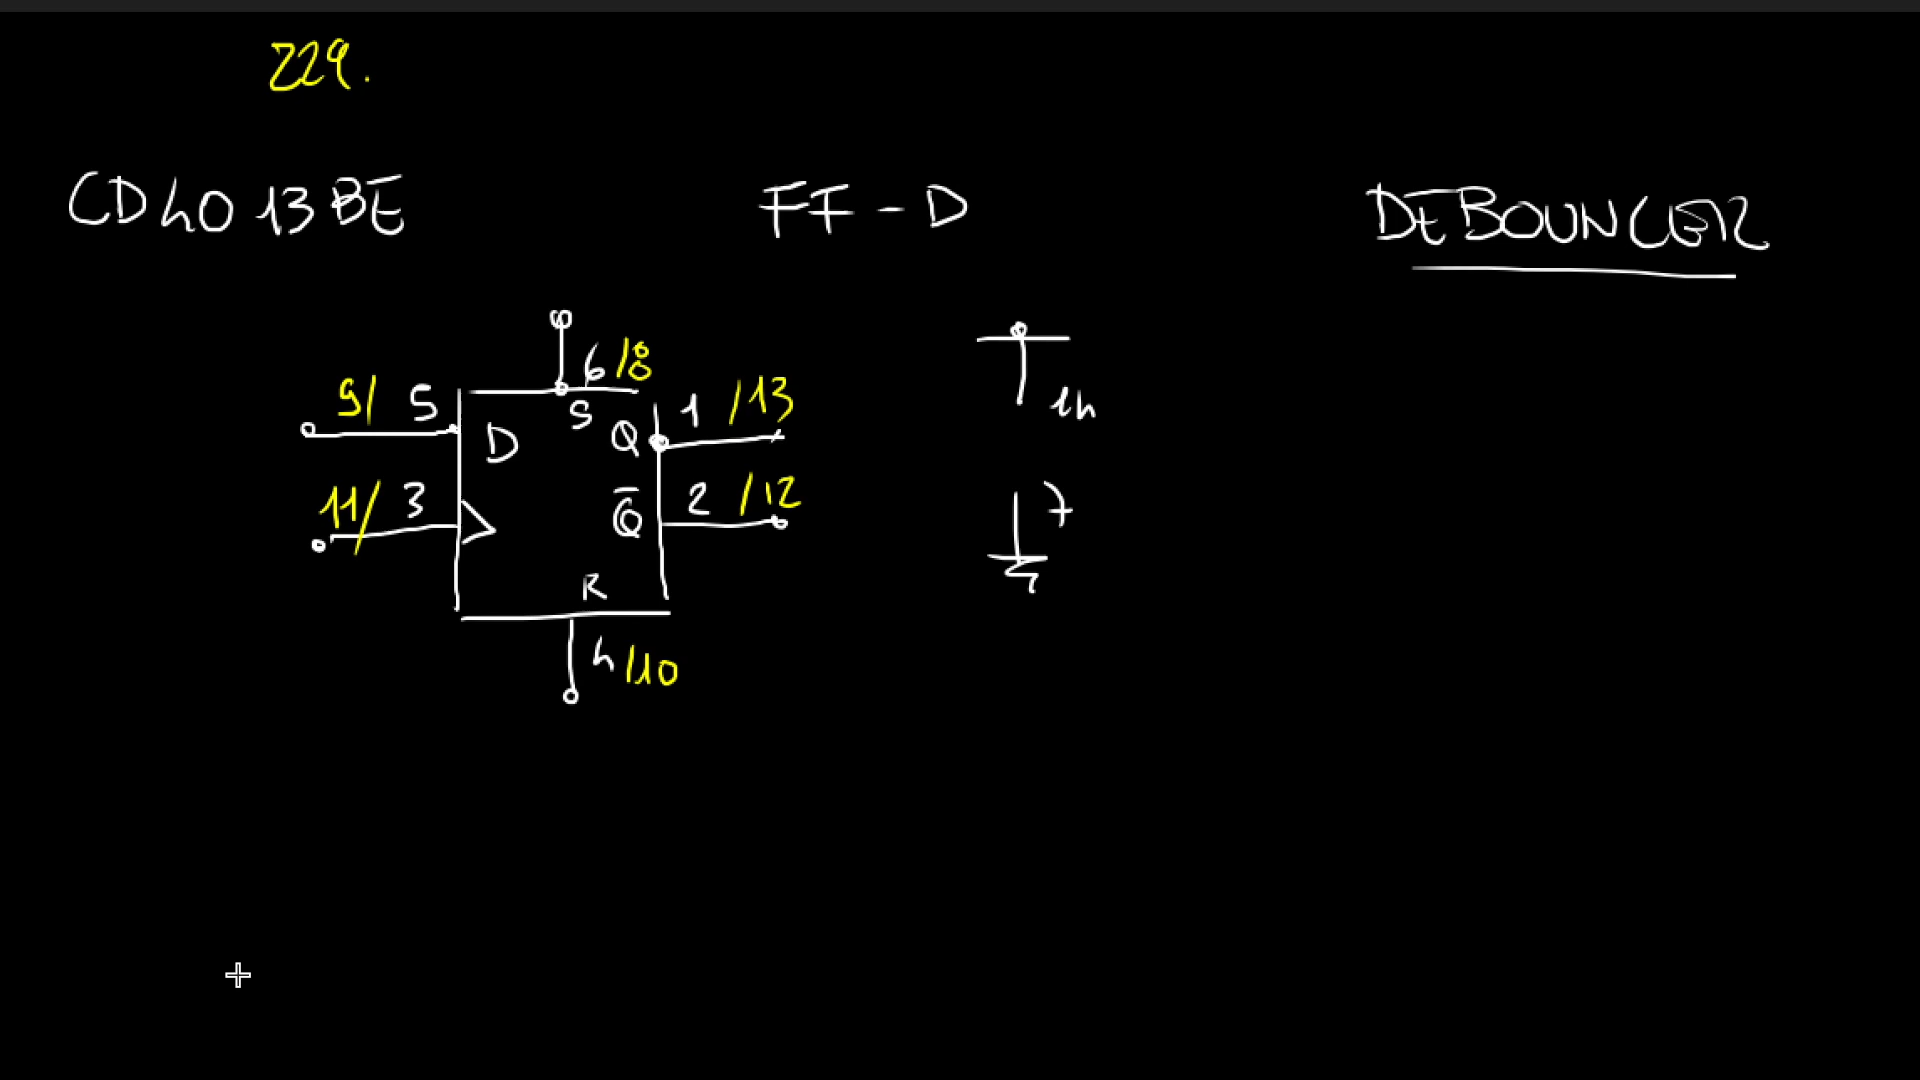 229.
CD4013BE FF-D DEBOUNCER
6/8
9/5 S 1/13
D Q
11/3 2/12
Q̅
14
7
R
4/10